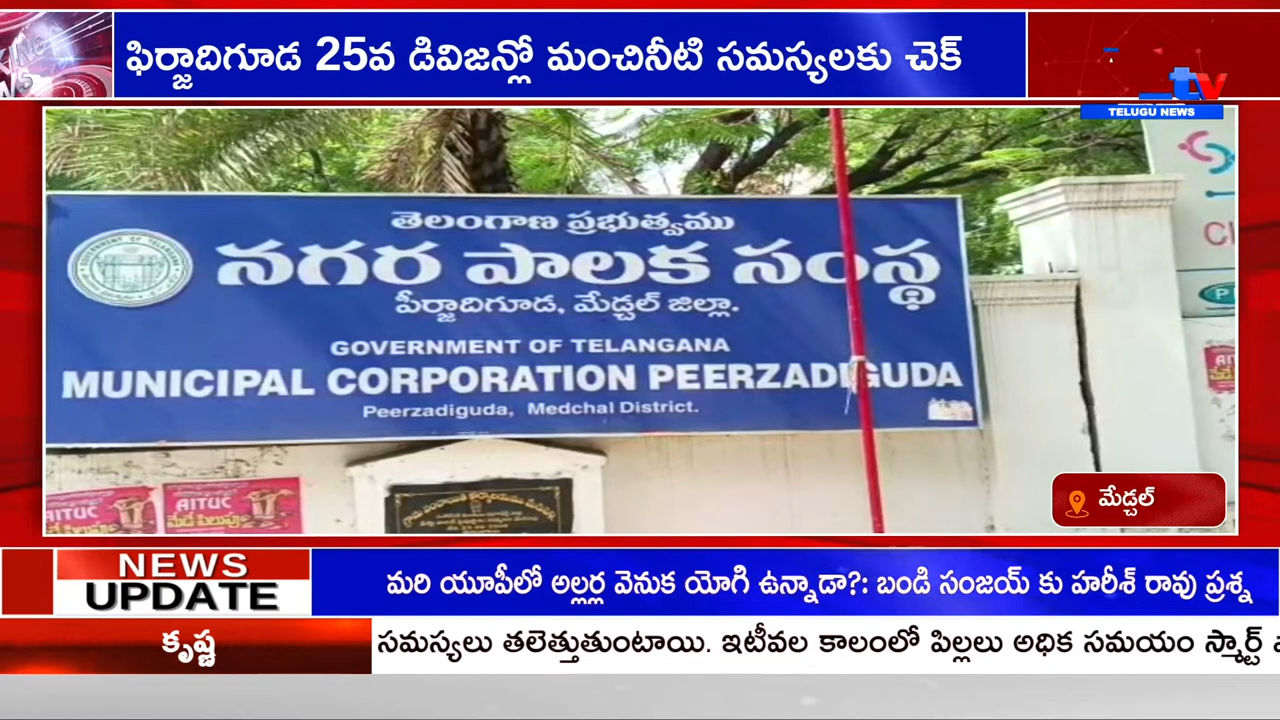 ఫిర్జాదిగూడ 25వ డివిజన్లో మంచినీటి సమస్యలకు చెక్
tv
TELUGU NEWS
తెలంగాణ ప్రభుత్వము
నగర పాలక సంస్థ
పీర్జాదిగూడ, మేడ్చల్ జిల్లా.
GOVERNMENT OF TELANGANA
MUNICIPAL CORPORATION PEERZADIGUDA
Peerzadiguda, Medchal District.
AITUC
AITUC
మేడే పిలుపు
మేడ్చల్
NEWS
UPDATE
మరి యూపీలో అల్లర్ల వెనుక యోగి ఉన్నాడా?: బండి సంజయ్ కు హరీశ్ రావు ప్రశ్న
కృష్ణ
సమస్యలు తలెత్తుతుంటాయి. ఇటీవల కాలంలో పిల్లలు అధిక సమయం స్మార్ట్